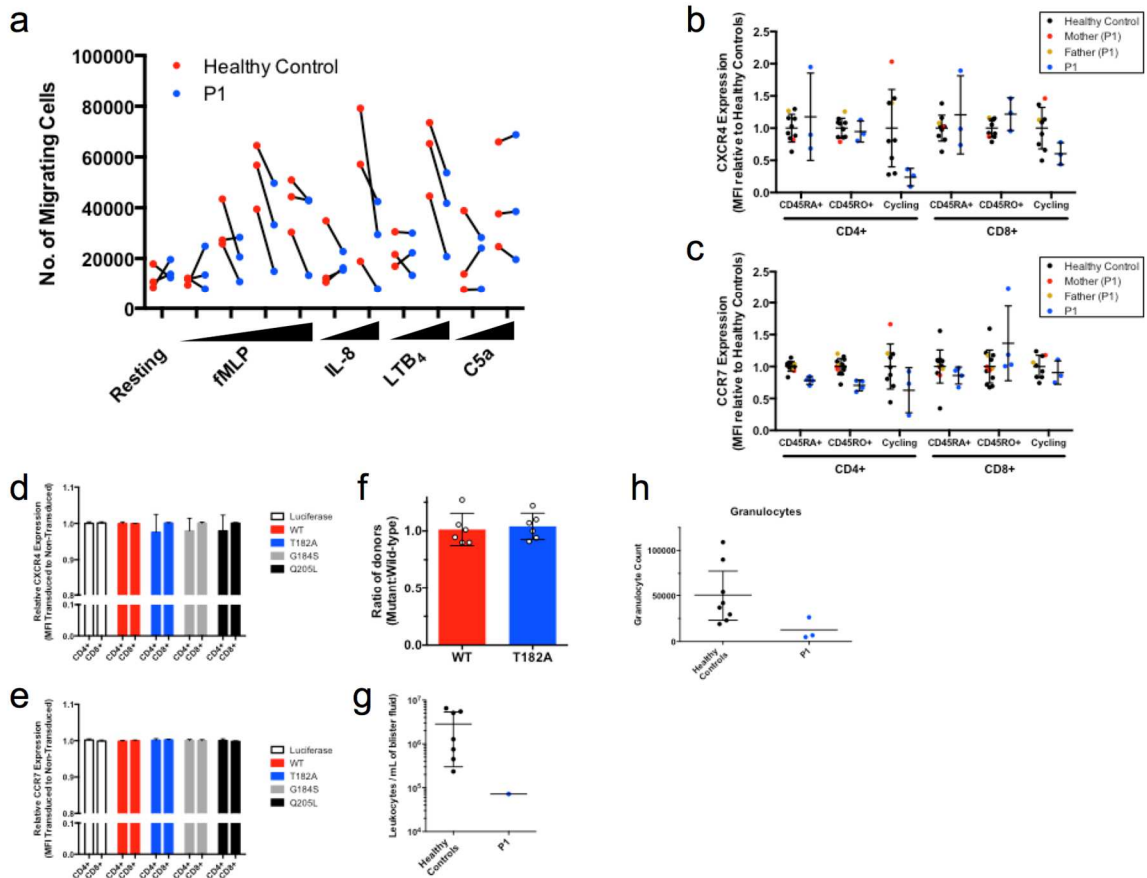 a
No. of Migrating Cells
100000
80000
60000
40000
20000
0
Healthy Control
P1
Resting
fMLP
IL-8
LTB4
C5a
b
CXCR4 Expression
(MFI relative to Healthy Controls)
2.5
2.0
1.5
1.0
0.5
0.0
Healthy Control
Mother (P1)
Father (P1)
P1
CD45RA+ CD45RO+ Cycling CD45RA+ CD45RO+ Cycling
CD4+ CD8+
c
CCR7 Expression
(MFI relative to Healthy Controls)
2.5
2.0
1.5
1.0
0.5
0.0
Healthy Control
Mother (P1)
Father (P1)
P1
CD45RA+ CD45RO+ Cycling CD45RA+ CD45RO+ Cycling
CD4+ CD8+
d
Relative CXCR4 Expression
(MFI Transduced to Non-Transduced)
1.1
1.0
0.9
0.8
0.1
0.0
Luciferase
WT
T182A
G184S
Q205L
CD4+ CD8+ CD4+ CD8+ CD4+ CD8+ CD4+ CD8+ CD4+ CD8+
e
Relative CCR7 Expression
(MFI Transduced to Non-Transduced)
1.1
1.0
0.9
0.8
0.1
0.0
Luciferase
WT
T182A
G184S
Q205L
CD4+ CD8+ CD4+ CD8+ CD4+ CD8+ CD4+ CD8+ CD4+ CD8+
f
Ratio of donors
(Mutant:Wild-type)
1.0
0.5
0.0
WT T182A
g
Leukocytes / mL of blister fluid
10^7
10^6
10^5
10^4
Healthy
Controls
P1
h
Granulocytes
Granulocyte Count
100000
50000
0
Healthy
Controls
P1